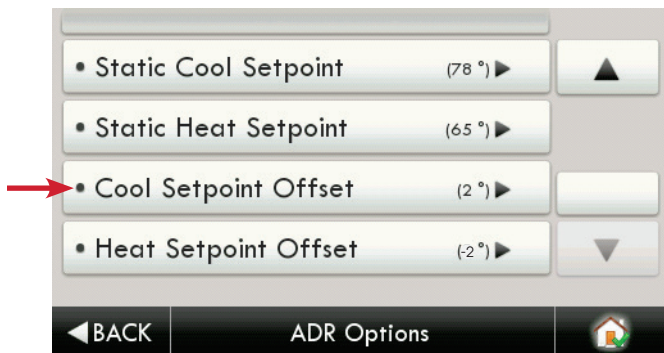 • Static Cool Setpoint (78 °) ▶
• Static Heat Setpoint (65 °) ▶
• Cool Setpoint Offset (2 °) ▶
• Heat Setpoint Offset (-2 °) ▶
◀ BACK ADR Options